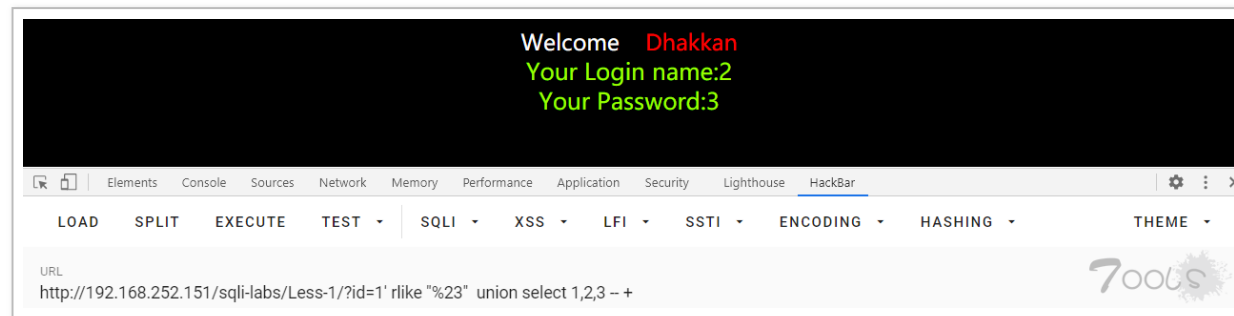 Welcome Dhakkan
Your Login name:2
Your Password:3
Elements Console Sources Network Memory Performance Application Security Lighthouse HackBar
LOAD SPLIT EXECUTE TEST SQLI XSS LFI SSTI ENCODING HASHING THEME
URL
http://192.168.252.151/sqli-labs/Less-1/?id=1' rlike "%23"  union select 1,2,3 -- +
7ooLS